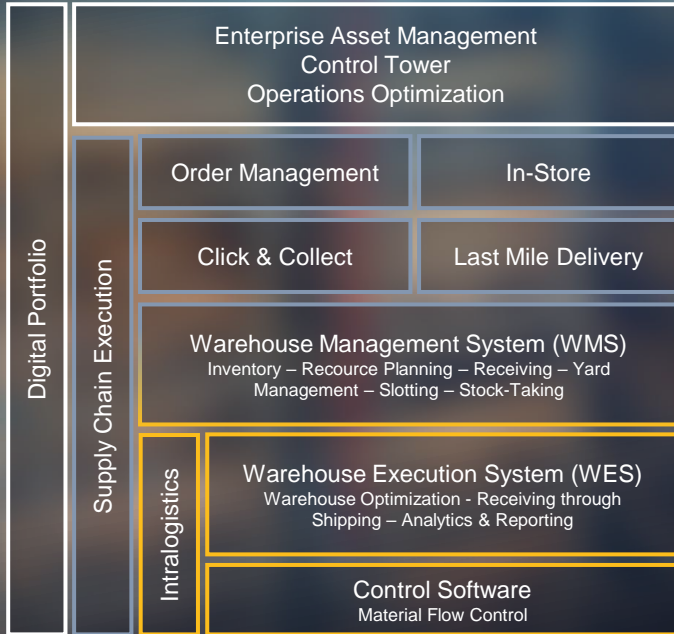 Digital Portfolio
Enterprise Asset Management
Control Tower
Operations Optimization
Supply Chain Execution
Order Management
In-Store
Click & Collect
Last Mile Delivery
Warehouse Management System (WMS)
Inventory – Recource Planning – Receiving – Yard
Management – Slotting – Stock-Taking
Intralogistics
Warehouse Execution System (WES)
Warehouse Optimization - Receiving through
Shipping – Analytics & Reporting
Control Software
Material Flow Control